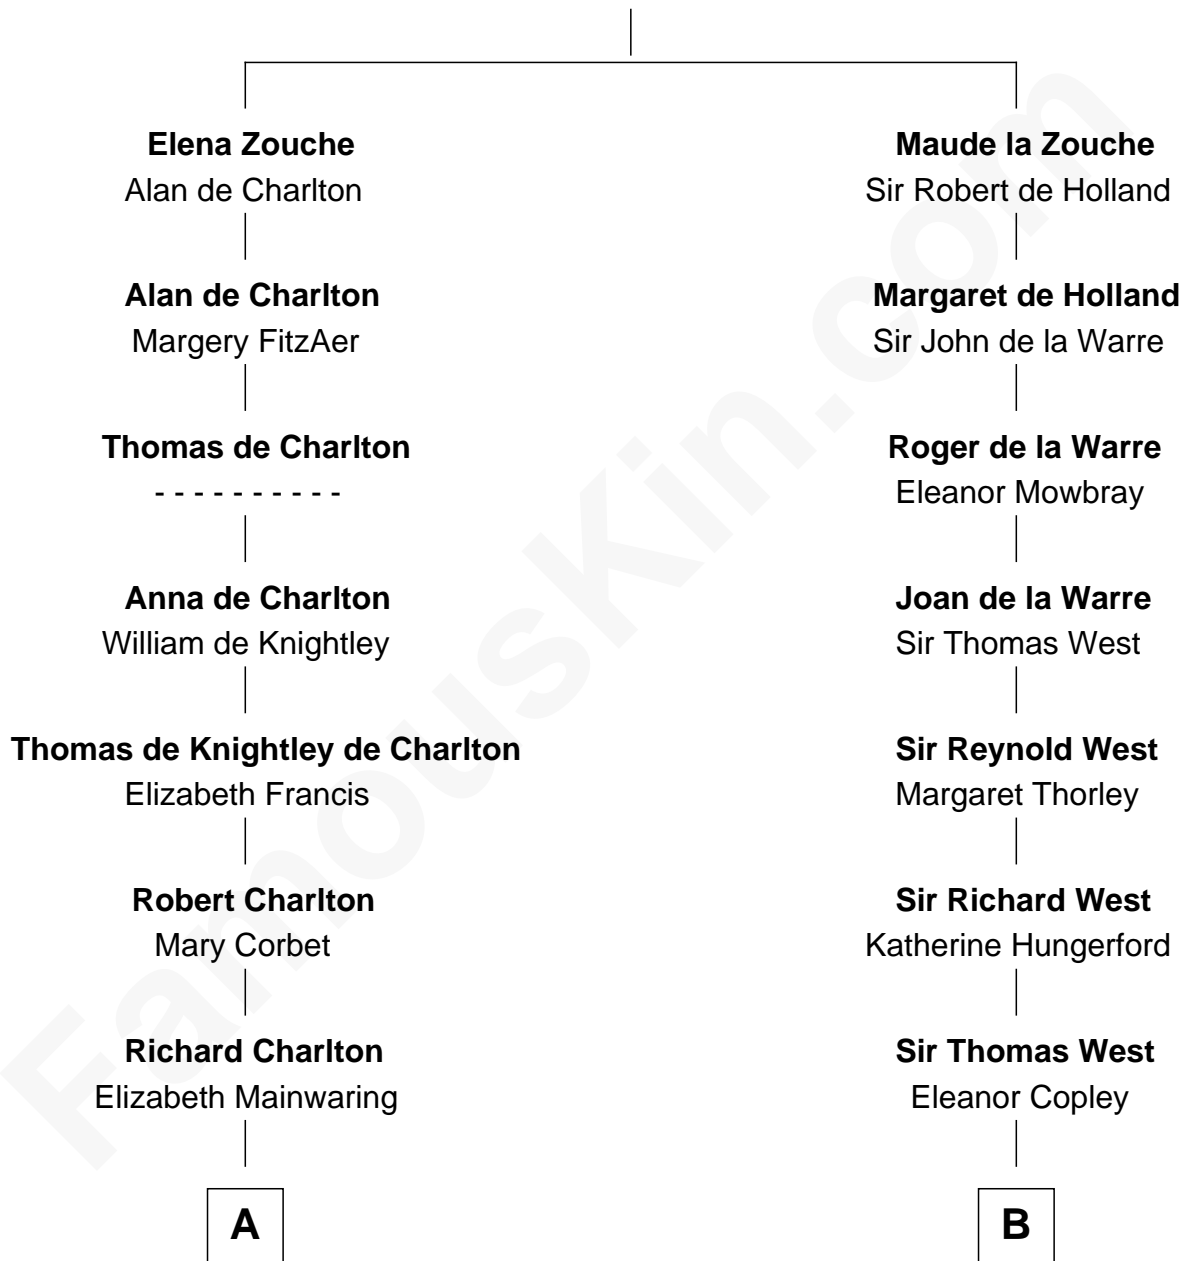 Elena Zouche
Alan de Charlton
Alan de Charlton
Margery FitzAer
Thomas de Charlton
- - - - - - - - - -
Anna de Charlton
William de Knightley
Thomas de Knightley de Charlton
Elizabeth Francis
Robert Charlton
Mary Corbet
Richard Charlton
Elizabeth Mainwaring
A
Maude la Zouche
Sir Robert de Holland
Margaret de Holland
Sir John de la Warre
Roger de la Warre
Eleanor Mowbray
Joan de la Warre
Sir Thomas West
Sir Reynold West
Margaret Thorley
Sir Richard West
Katherine Hungerford
Sir Thomas West
Eleanor Copley
B
FamousKin.com